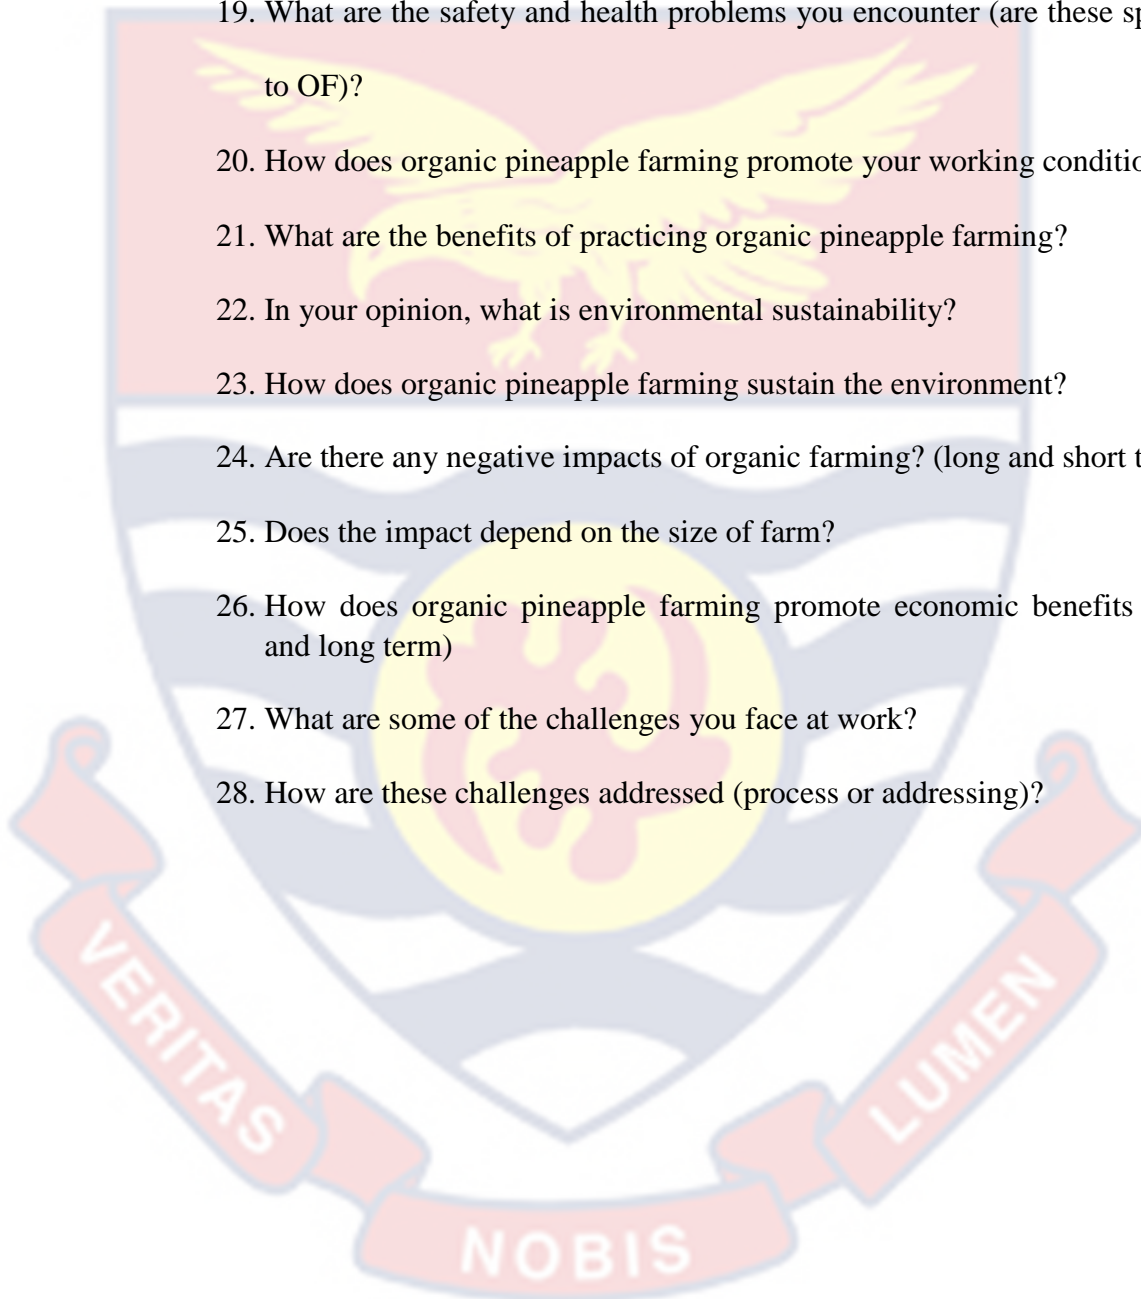 19. What are the safety and health problems you encounter (are these
to OF)?
20. How does organic pineapple farming promote your working
21. What are the benefits of practicing organic pineapple farming?
22. In your opinion, what is environmental sustainability?
23. How does organic pineapple farming sustain the environment?
24. Are there any negative impacts of organic farming? (long and short
25. Does the impact depend on the size of farm?
26. How does organic pineapple farming promote economic benefits
and long term)
27. What are some of the challenges you face at work?
28. How are these challenges addressed (process or addressing)?
VERITAS
NOBIS
LUMEN